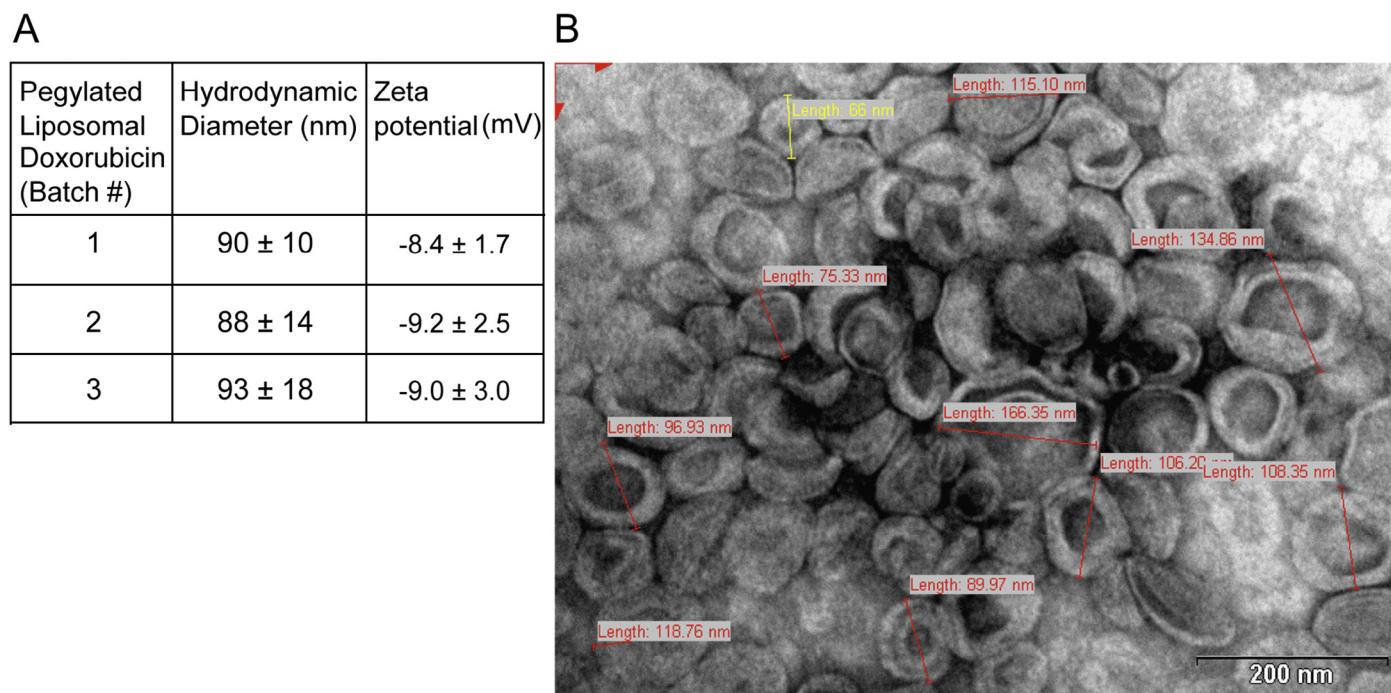 A
B
Pegylated
Liposomal
Doxorubicin
(Batch #)
Hydrodynamic
Diameter (nm)
Zeta
potential (mV)
1
90 ± 10
-8.4 ± 1.7
2
88 ± 14
-9.2 ± 2.5
3
93 ± 18
-9.0 ± 3.0
Length: 115.10 nm
Length: 66 nm
Length: 134.86 nm
Length: 75.33 nm
Length: 166.35 nm
Length: 96.93 nm
Length: 106.20
Length: 108.35 nm
Length: 89.97 nm
Length: 118.76 nm
200 nm